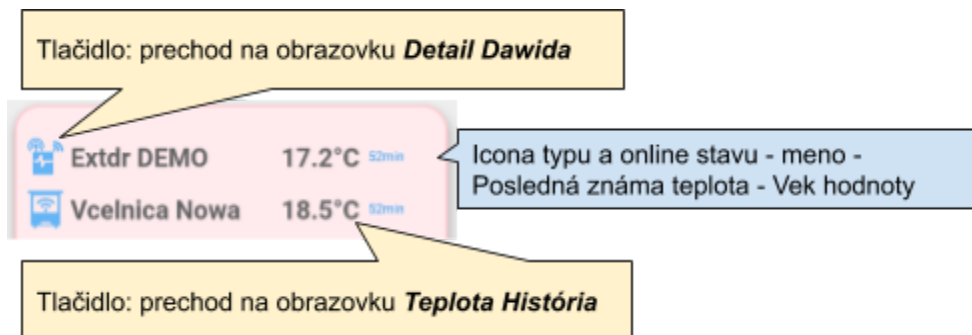 Tlačidlo: prechod na obrazovku Detail Dawida
Extdr DEMO 17.2°C 52min
Icona typu a online stavu - meno -
Posledná známa teplota - Vek hodnoty
Vcelnica Nowa 18.5°C 52min
Tlačidlo: prechod na obrazovku Teplota História